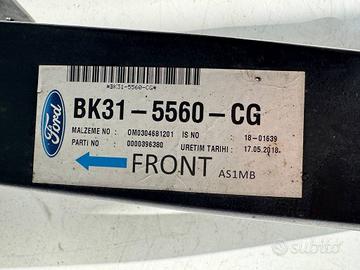 *BK31-5560-CG*
Ford
BK31-5560-CG
MALZEME NO : OM0304681201 IS NO : 18-01639
PARTI NO : 0000396380 URETIM TARIHI : 17.05.2018
FRONT AS1MB
subito